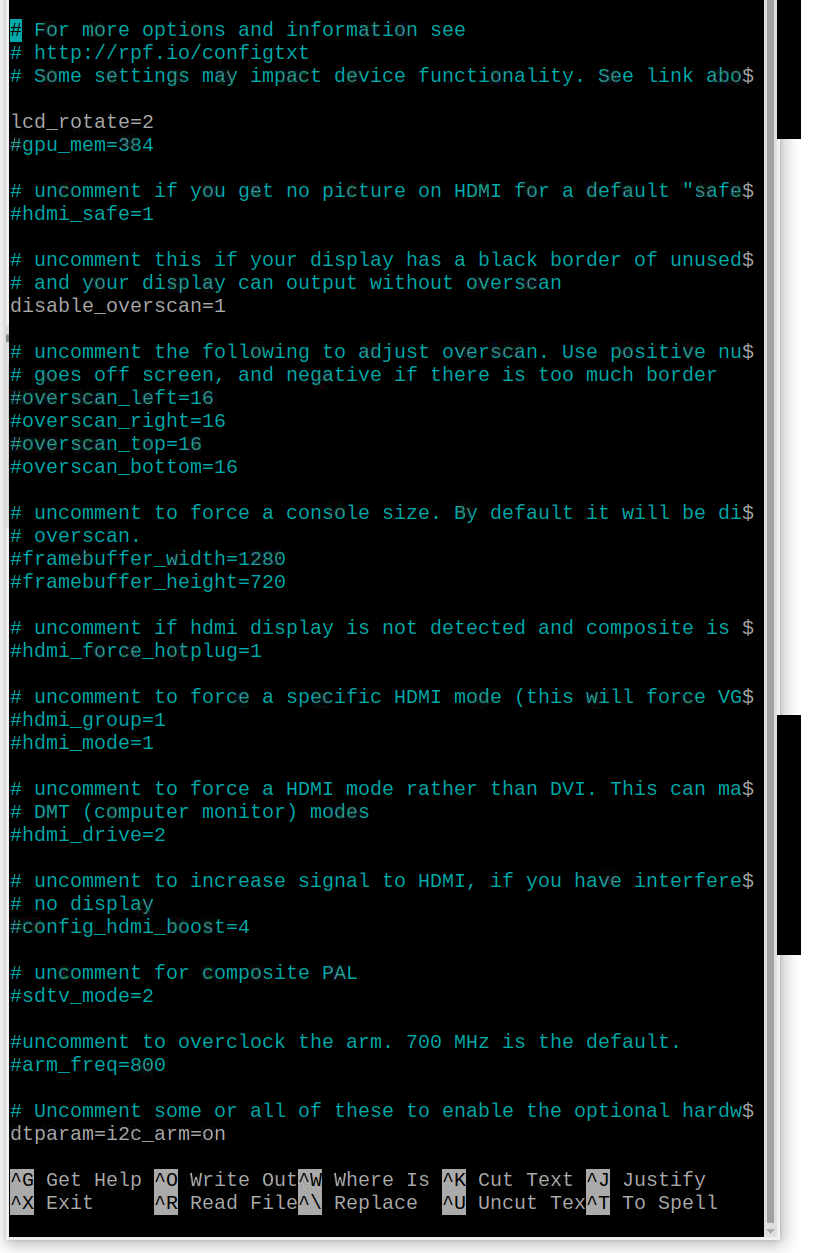 # For more options and information see
# http://rpf.io/configtxt
# Some settings may impact device functionality. See link abo$
lcd_rotate=2
#gpu_mem=384
# uncomment if you get no picture on HDMI for a default "safe$
#hdmi_safe=1
# uncomment this if your display has a black border of unused$
# and your display can output without overscan
disable_overscan=1
# uncomment the following to adjust overscan. Use positive nu$
# goes off screen, and negative if there is too much border
#overscan_left=16
#overscan_right=16
#overscan_top=16
#overscan_bottom=16
# uncomment to force a console size. By default it will be di$
# overscan.
#framebuffer_width=1280
#framebuffer_height=720
# uncomment if hdmi display is not detected and composite is $
#hdmi_force_hotplug=1
# uncomment to force a specific HDMI mode (this will force VG$
#hdmi_group=1
#hdmi_mode=1
# uncomment to force a HDMI mode rather than DVI. This can ma$
# DMT (computer monitor) modes
#hdmi_drive=2
# uncomment to increase signal to HDMI, if you have interfere$
# no display
#config_hdmi_boost=4
# uncomment for composite PAL
#sdtv_mode=2
#uncomment to overclock the arm. 700 MHz is the default.
#arm_freq=800
# Uncomment some or all of these to enable the optional hardw$
dtparam=i2c_arm=on
^G Get Help ^O Write Out^W Where Is ^K Cut Text ^J Justify
^X Exit ^R Read File^\ Replace ^U Uncut Tex^T To Spell